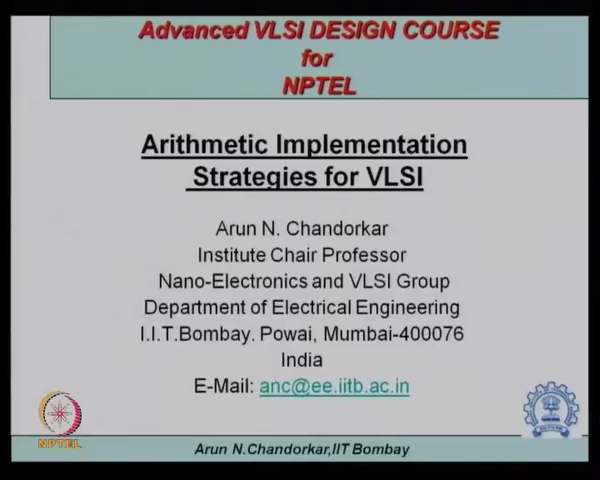 Advanced VLSI DESIGN COURSE
for
NPTEL
Arithmetic Implementation
Strategies for VLSI
Arun N. Chandorkar
Institute Chair Professor
Nano-Electronics and VLSI Group
Department of Electrical Engineering
I.I.T.Bombay. Powai, Mumbai-400076
India
E-Mail: anc@ee.iitb.ac.in
NPTEL
Arun N.Chandorkar,IIT Bombay